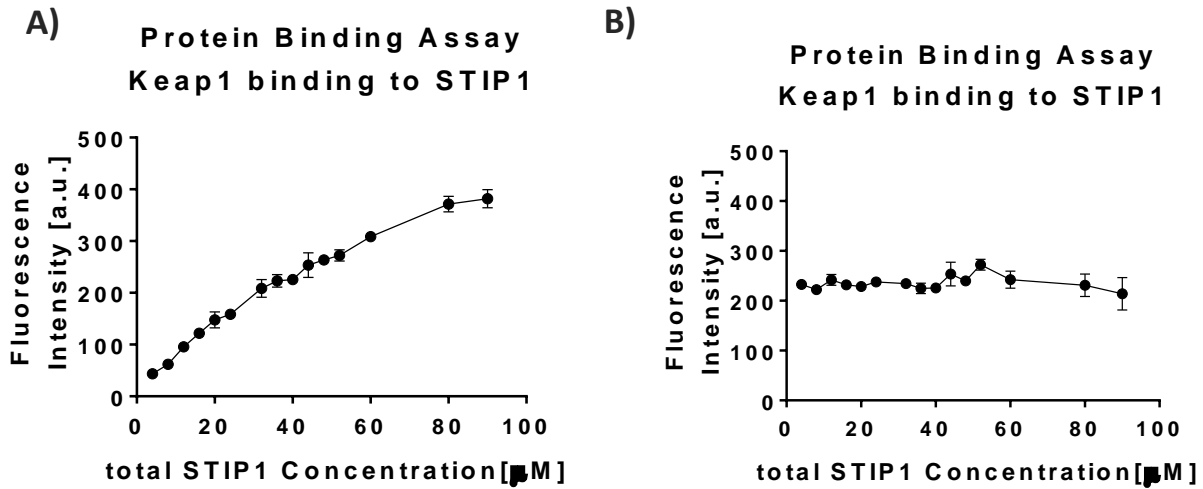 A)
Protein Binding Assay
Keap1 binding to STIP1
Fluorescence
Intensity [a.u.]
500
400
300
200
100
0
0 20 40 60 80 100
total STIP1 Concentration[μM]
B)
Protein Binding Assay
Keap1 binding to STIP1
Fluorescence
Intensity [a.u.]
500
400
300
200
100
0
0 20 40 60 80 100
total STIP1 Concentration[μM]